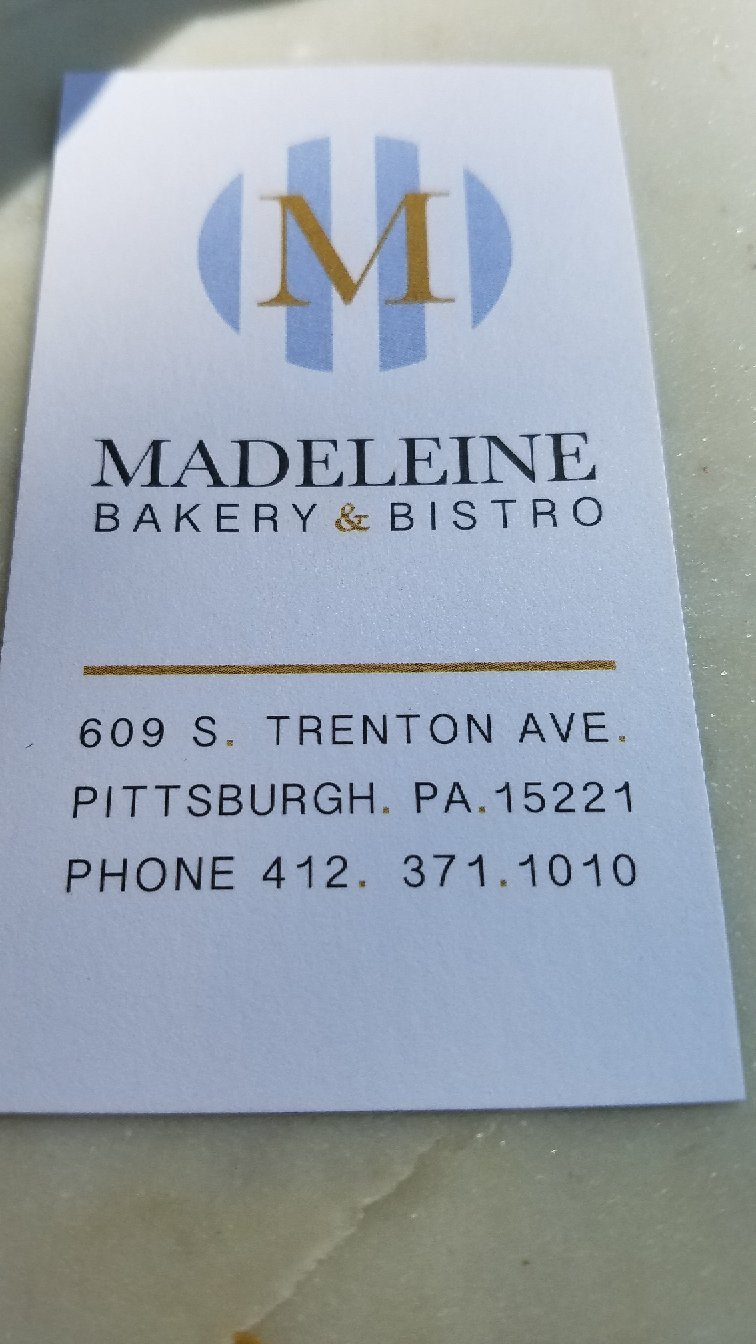 M
MADELEINE
BAKERY & BISTRO
609 S. TRENTON AVE.
PITTSBURGH. PA.15221
PHONE 412. 371.1010